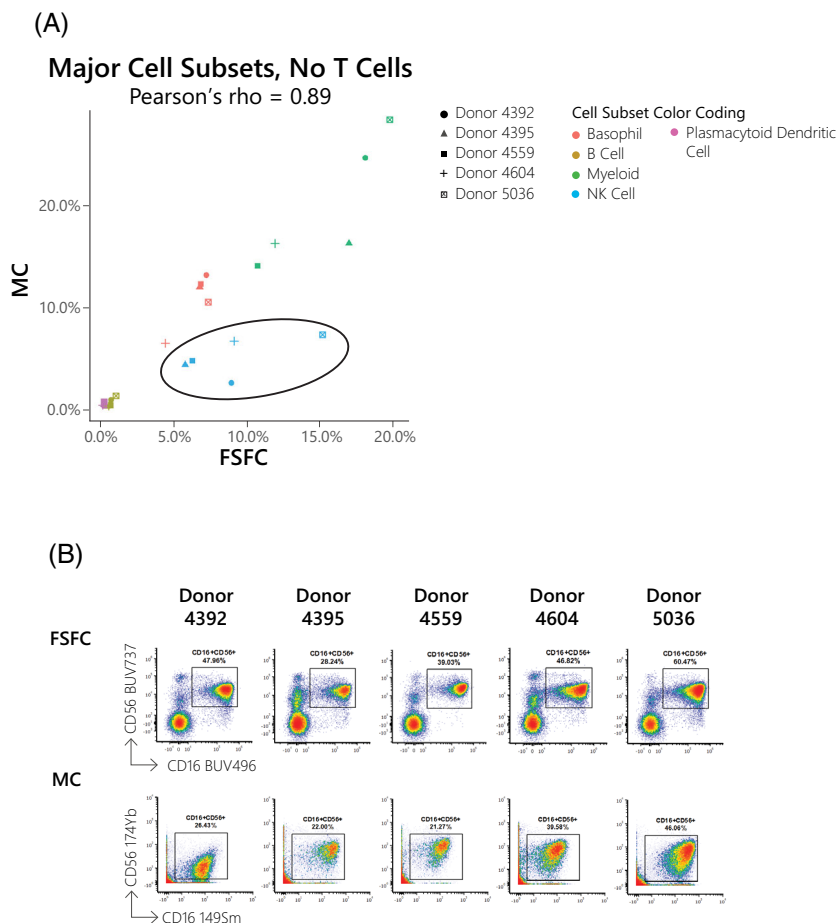 (A)
Major Cell Subsets, No T Cells
Pearson's rho = 0.89
Donor 4392
Donor 4395
Donor 4559
Donor 4604
Donor 5036
Cell Subset Color Coding
Basophil
B Cell
Myeloid
NK Cell
Plasmacytoid Dendritic
Cell
MC
20.0%
10.0%
0.0%
0.0% 5.0% 10.0% 15.0% 20.0%
FSFC
(B)
Donor 4392
Donor 4395
Donor 4559
Donor 4604
Donor 5036
FSFC
CD16+CD56+ 47.96%
CD16+CD56+ 28.24%
CD16+CD56+ 39.03%
CD16+CD56+ 46.82%
CD16+CD56+ 60.47%
CD56 BUV737
CD16 BUV496
MC
CD16+CD56+ 26.43%
CD16+CD56+ 22.00%
CD16+CD56+ 21.27%
CD16+CD56+ 39.58%
CD16+CD56+ 46.06%
CD56 174Yb
CD16 149Sm